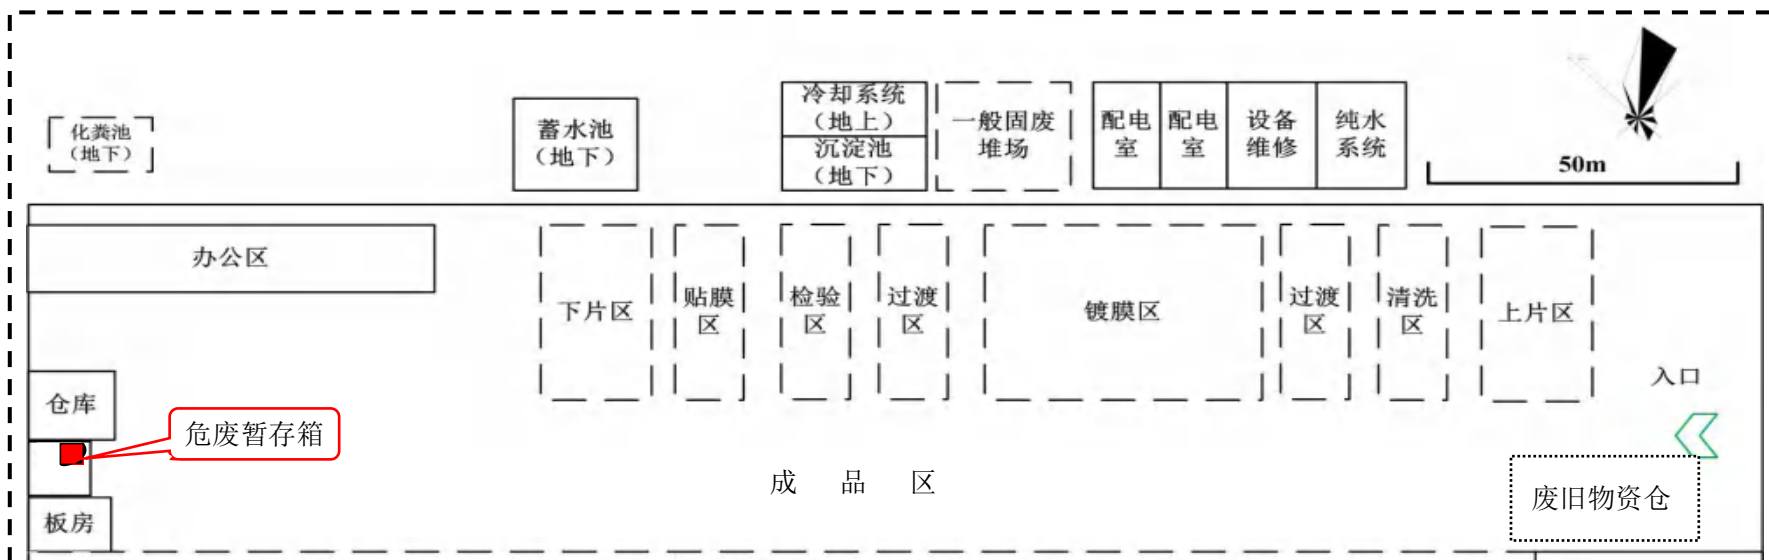 化粪池
（地下）
蓄水池
（地下）
冷却系统
（地上）
沉淀池
（地下）
一般固废
堆场
配电
室
配电
室
设备
维修
纯水
系统
50m
办公区
下片区
贴膜
区
检验
区
过渡
区
镀膜区
过渡
区
清洗
区
上片区
入口
仓库
危废暂存箱
成 品 区
废旧物资仓
板房